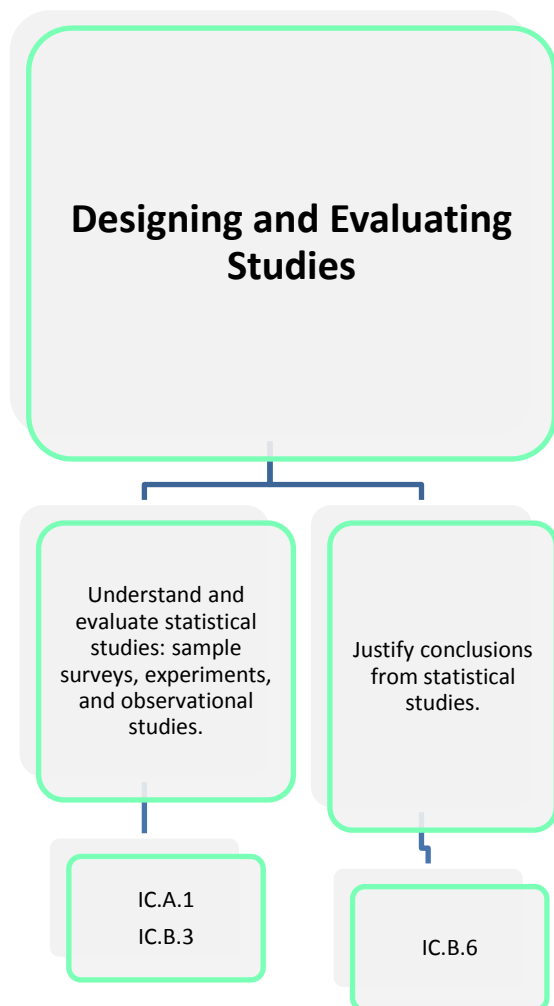 Designing and Evaluating
Studies
Understand and
evaluate statistical
studies: sample
surveys, experiments,
and observational
studies.
Justify conclusions
from statistical
studies.
IC.A.1
IC.B.3
IC.B.6